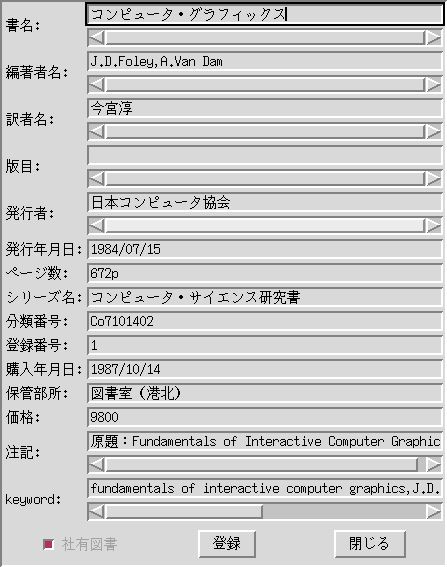 書名: コンピュータ・グラフィックス
編著者名: J.D.Foley,A.Van Dam
訳者名: 今宮淳
版目:
発行者: 日本コンピュータ協会
発行年月日: 1984/07/15
ページ数: 672p
シリーズ名: コンピュータ・サイエンス研究書
分類番号: Co7101402
登録番号: 1
購入年月日: 1987/10/14
保管部所: 図書室（港北）
価格: 9800
注記: 原題：Fundamentals of Interactive Computer Graphic
keyword: fundamentals of interactive computer graphics,J.D.
社有図書 登録 閉じる